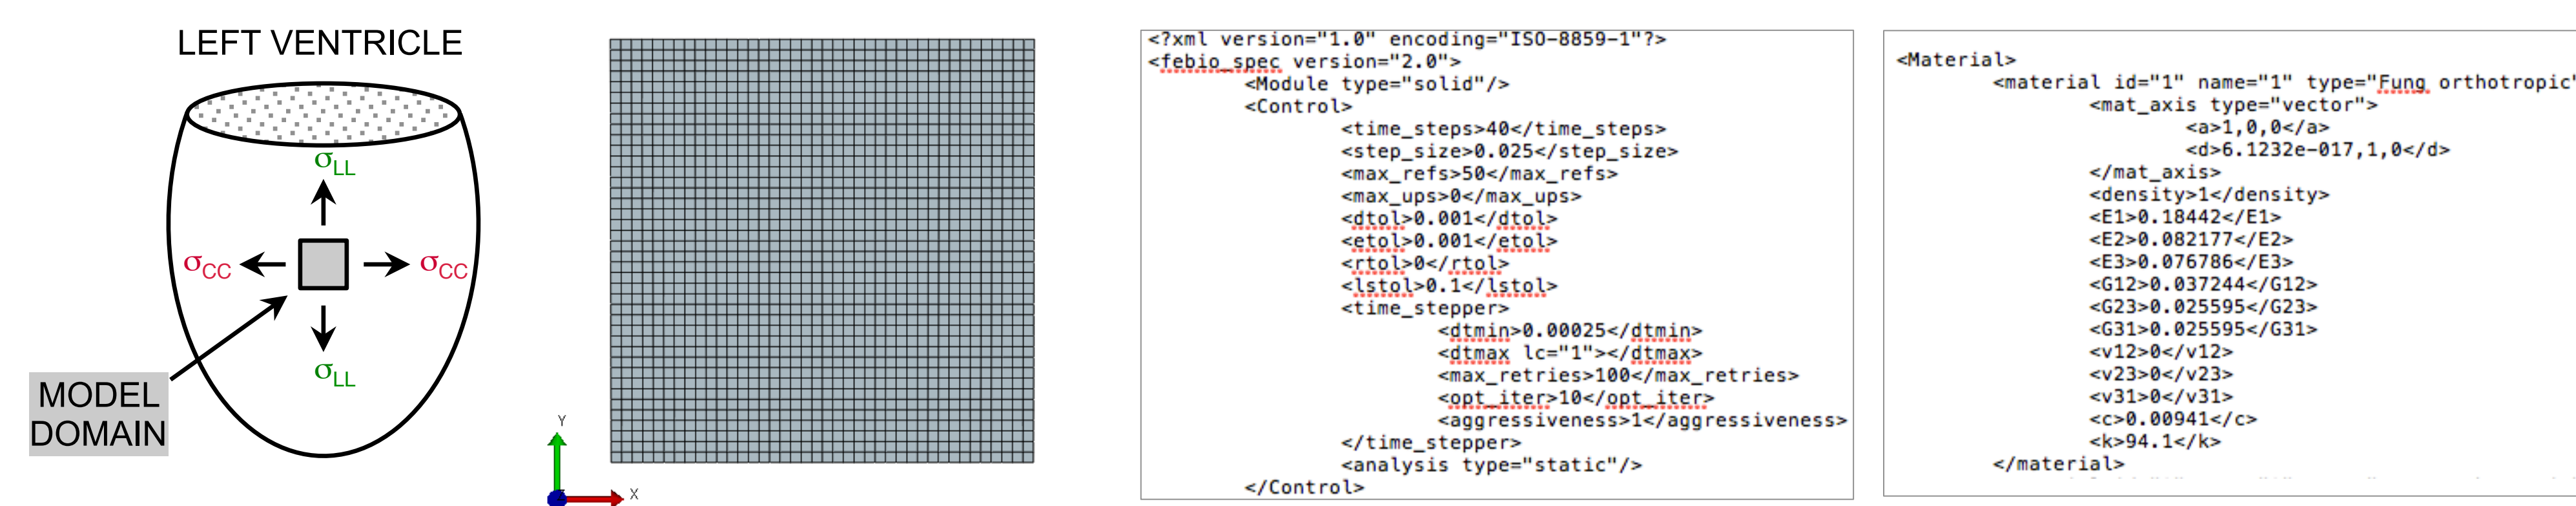 LEFT VENTRICLE
σLL
σCC
σCC
σLL
MODEL
DOMAIN
Y
Z
X
<?xml version="1.0" encoding="ISO-8859-1"?>
<febio_spec version="2.0">
<Module type="solid"/>
<Control>
<time_steps>40</time_steps>
<step_size>0.025</step_size>
<max_refs>50</max_refs>
<max_ups>0</max_ups>
<dtol>0.001</dtol>
<etol>0.001</etol>
<rtol>0</rtol>
<lstol>0.1</lstol>
<time_stepper>
<dtmin>0.00025</dtmin>
<dtmax lc="1"></dtmax>
<max_retries>100</max_retries>
<opt_iter>10</opt_iter>
<aggressiveness>1</aggressiveness>
</time_stepper>
<analysis type="static"/>
</Control>
<Material>
<material id="1" name="1" type="Fung orthotropic"
<mat_axis type="vector">
<a>1,0,0</a>
<d>6.1232e-017,1,0</d>
</mat_axis>
<density>1</density>
<E1>0.18442</E1>
<E2>0.082177</E2>
<E3>0.076786</E3>
<G12>0.037244</G12>
<G23>0.025595</G23>
<G31>0.025595</G31>
<v12>0</v12>
<v23>0</v23>
<v31>0</v31>
<c>0.00941</c>
<k>94.1</k>
</material>